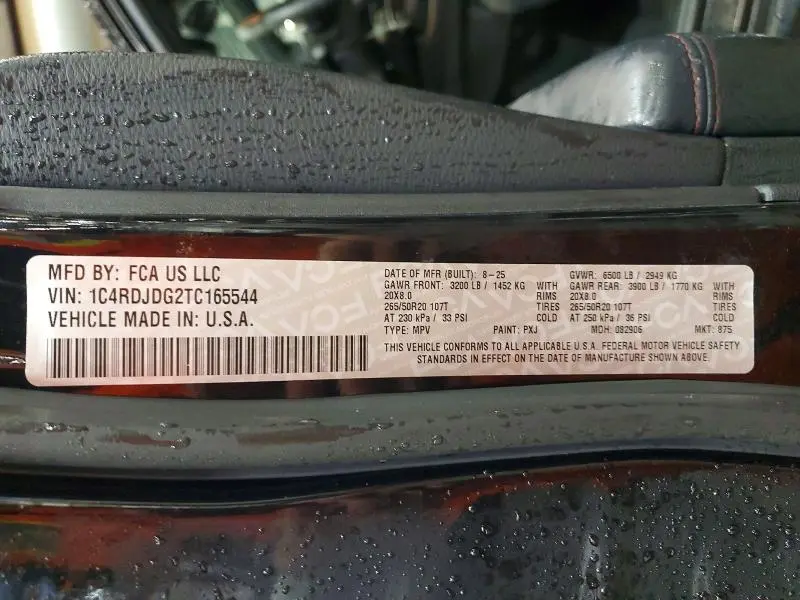 MFD BY: FCA US LLC
VIN: 1C4RDJDG2TC165544
VEHICLE MADE IN: U.S.A.
DATE OF MFR (BUILT): 8-25 GVWR: 6500 LB / 2949 KG
GAWR FRONT: 3200 LB / 1452 KG WITH GAWR REAR: 3900 LB / 1770 KG WITH
20X8.0 RIMS 20X8.0 RIMS
265/50R20 107T TIRES 265/50R20 107T TIRES
AT 230 kPa / 33 PSI COLD AT 250 kPa / 36 PSI COLD
TYPE: MPV PAINT: PXJ MDH: 082906 MKT: 875
THIS VEHICLE CONFORMS TO ALL APPLICABLE U.S.A. FEDERAL MOTOR VEHICLE SAFETY
STANDARDS IN EFFECT ON THE DATE OF MANUFACTURE SHOWN ABOVE.